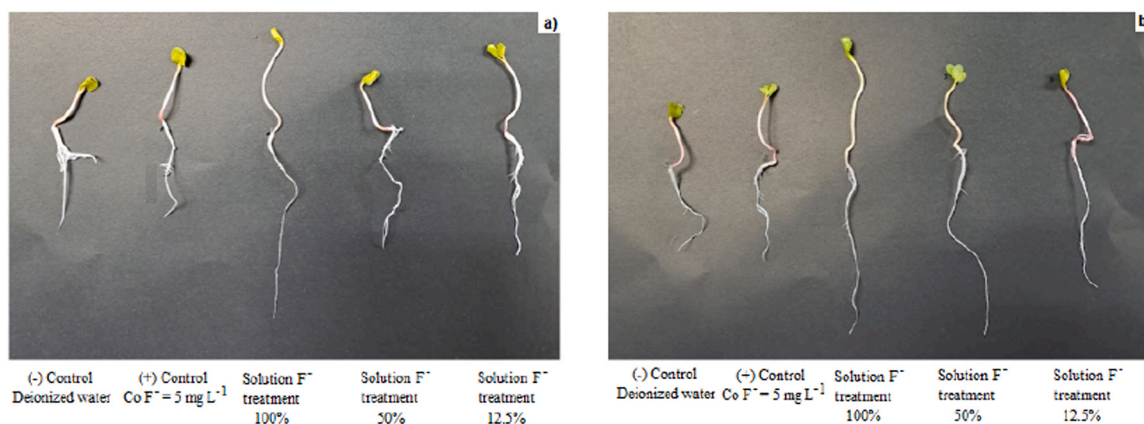 a)
(-) Control
Deionized water
(+) Control
Co F⁻ = 5 mg L⁻¹
Solution F⁻
treatment
100%
Solution F⁻
treatment
50%
Solution F⁻
treatment
12.5%
b
(-) Control
Deionized water
(+) Control
Co F⁻ = 5 mg L⁻¹
Solution F⁻
treatment
100%
Solution F⁻
treatment
50%
Solution F⁻
treatment
12.5%